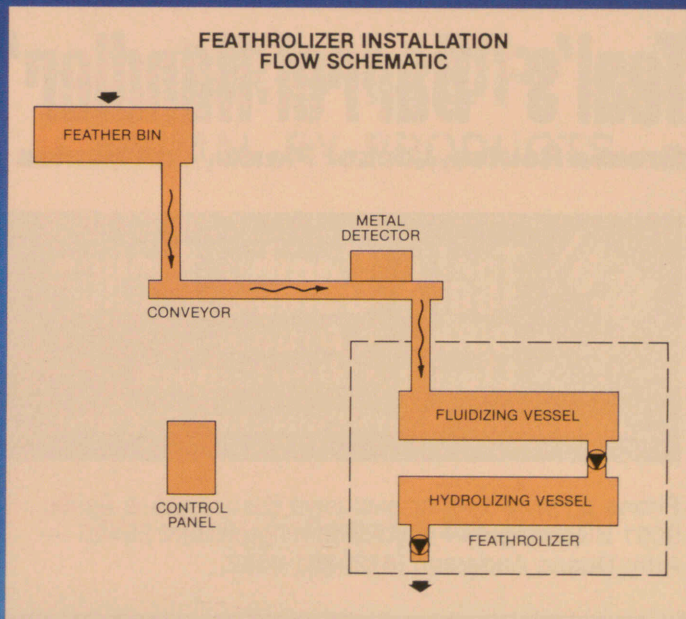 FEATHROLIZER INSTALLATION
FLOW SCHEMATIC
FEATHER BIN
METAL
DETECTOR
CONVEYOR
FLUIDIZING VESSEL
HYDROLIZING VESSEL
FEATHROLIZER
CONTROL
PANEL